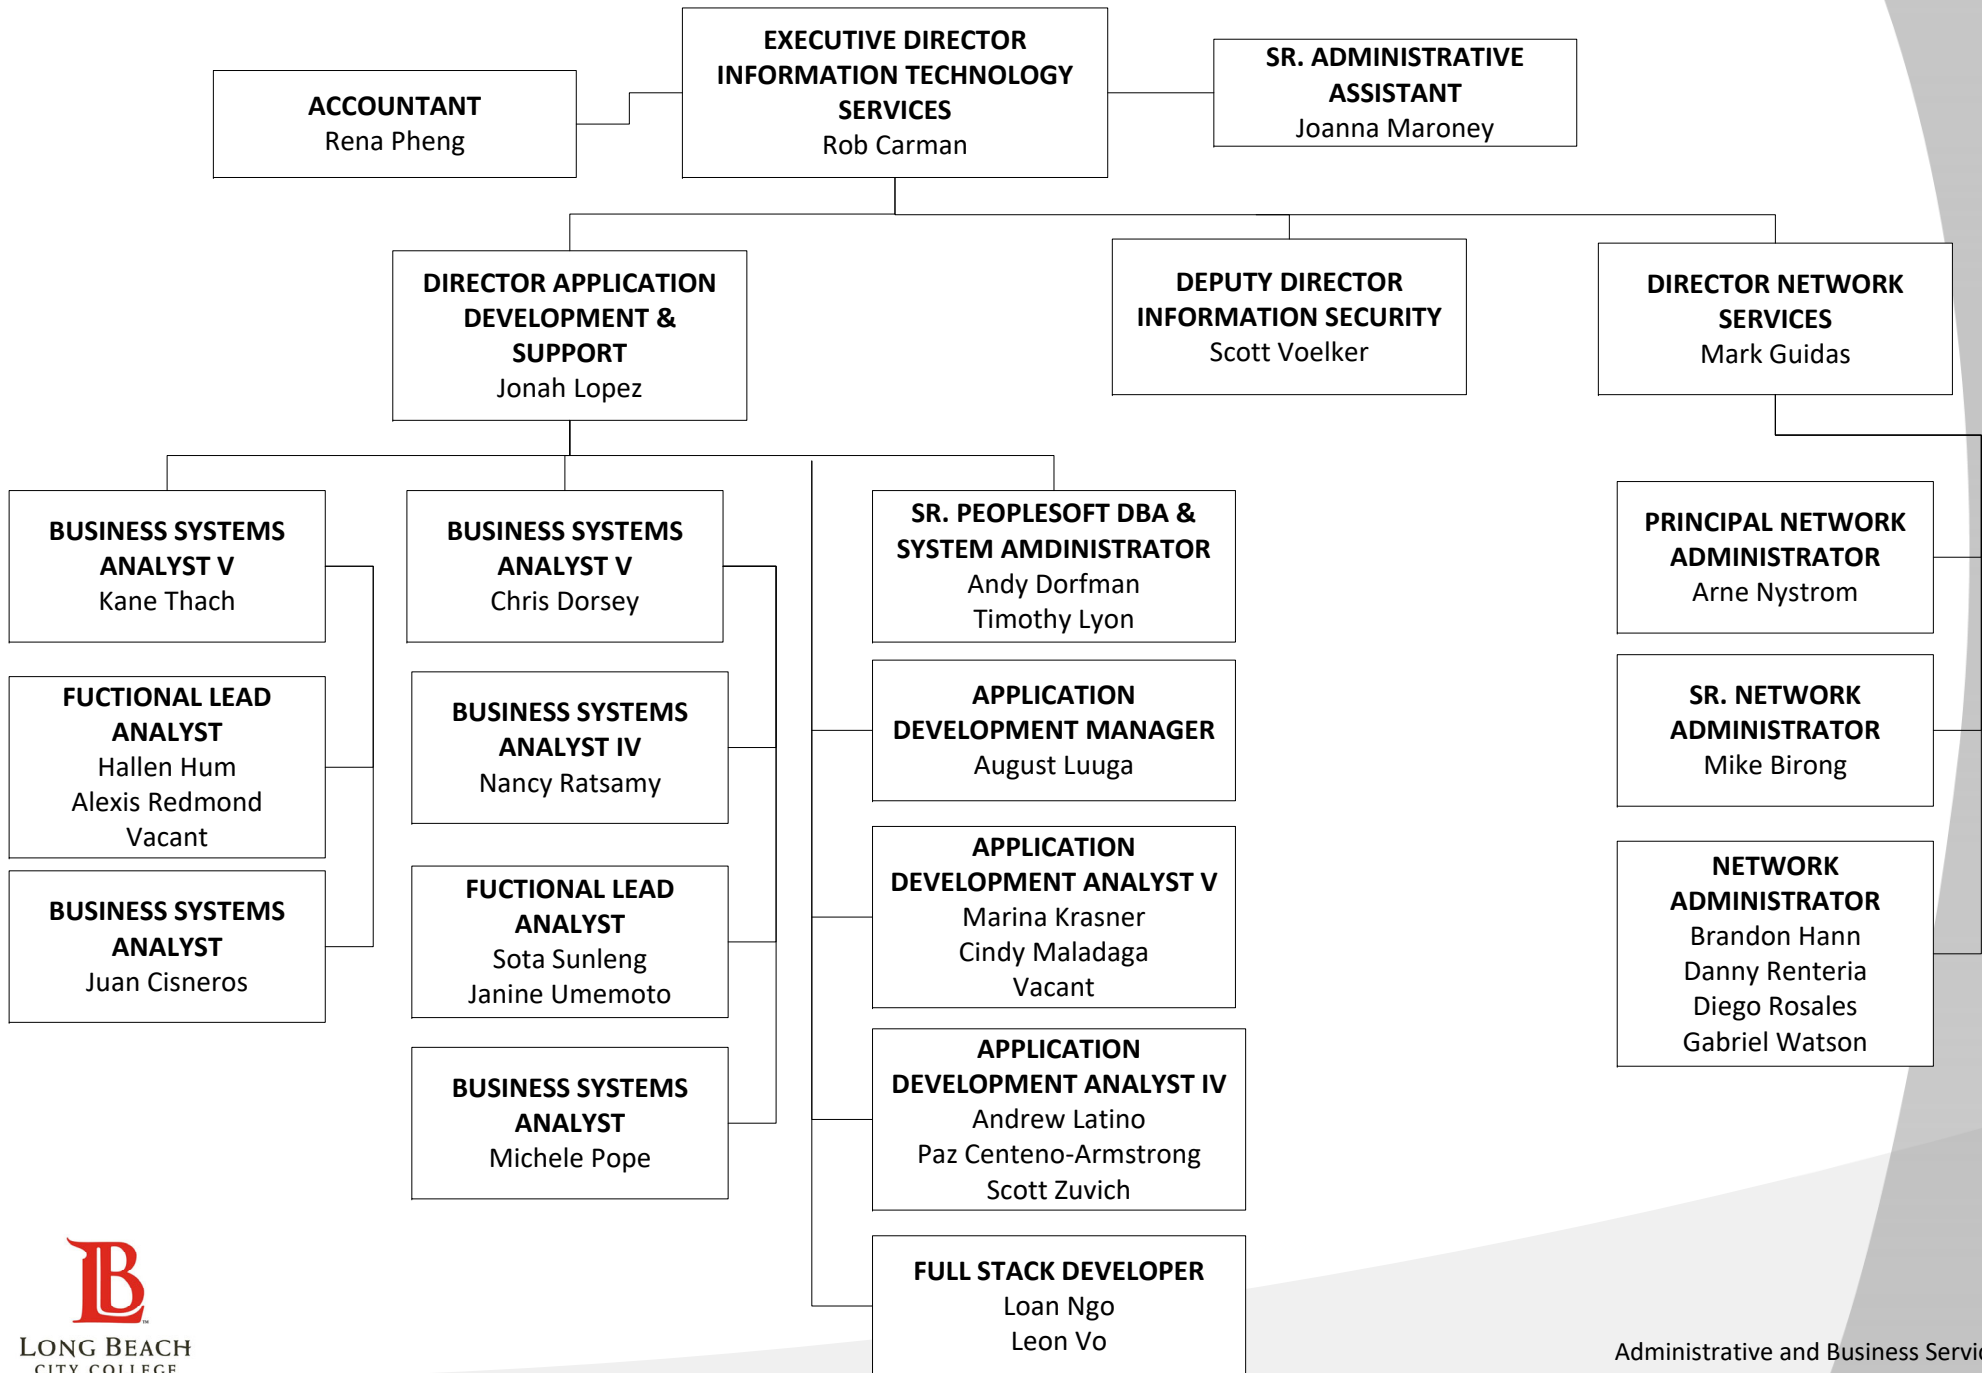 EXECUTIVE DIRECTOR
INFORMATION TECHNOLOGY
SERVICES
Rob Carman
ACCOUNTANT
Rena Pheng
SR. ADMINISTRATIVE
ASSISTANT
Joanna Maroney
DIRECTOR APPLICATION
DEVELOPMENT &
SUPPORT
Jonah Lopez
DEPUTY DIRECTOR
INFORMATION SECURITY
Scott Voelker
DIRECTOR NETWORK
SERVICES
Mark Guidas
BUSINESS SYSTEMS
ANALYST V
Kane Thach
FUCTIONAL LEAD
ANALYST
Hallen Hum
Alexis Redmond
Vacant
BUSINESS SYSTEMS
ANALYST
Juan Cisneros
BUSINESS SYSTEMS
ANALYST V
Chris Dorsey
BUSINESS SYSTEMS
ANALYST IV
Nancy Ratsamy
FUCTIONAL LEAD
ANALYST
Sota Sunleng
Janine Umemoto
BUSINESS SYSTEMS
ANALYST
Michele Pope
SR. PEOPLESOFT DBA &
SYSTEM AMDINISTRATOR
Andy Dorfman
Timothy Lyon
APPLICATION
DEVELOPMENT MANAGER
August Luuga
APPLICATION
DEVELOPMENT ANALYST V
Marina Krasner
Cindy Maladaga
Vacant
APPLICATION
DEVELOPMENT ANALYST IV
Andrew Latino
Paz Centeno-Armstrong
Scott Zuvich
FULL STACK DEVELOPER
Loan Ngo
Leon Vo
PRINCIPAL NETWORK
ADMINISTRATOR
Arne Nystrom
SR. NETWORK
ADMINISTRATOR
Mike Birong
NETWORK
ADMINISTRATOR
Brandon Hann
Danny Renteria
Diego Rosales
Gabriel Watson
LB
LONG BEACH
CITY COLLEGE
Administrative and Business Servic